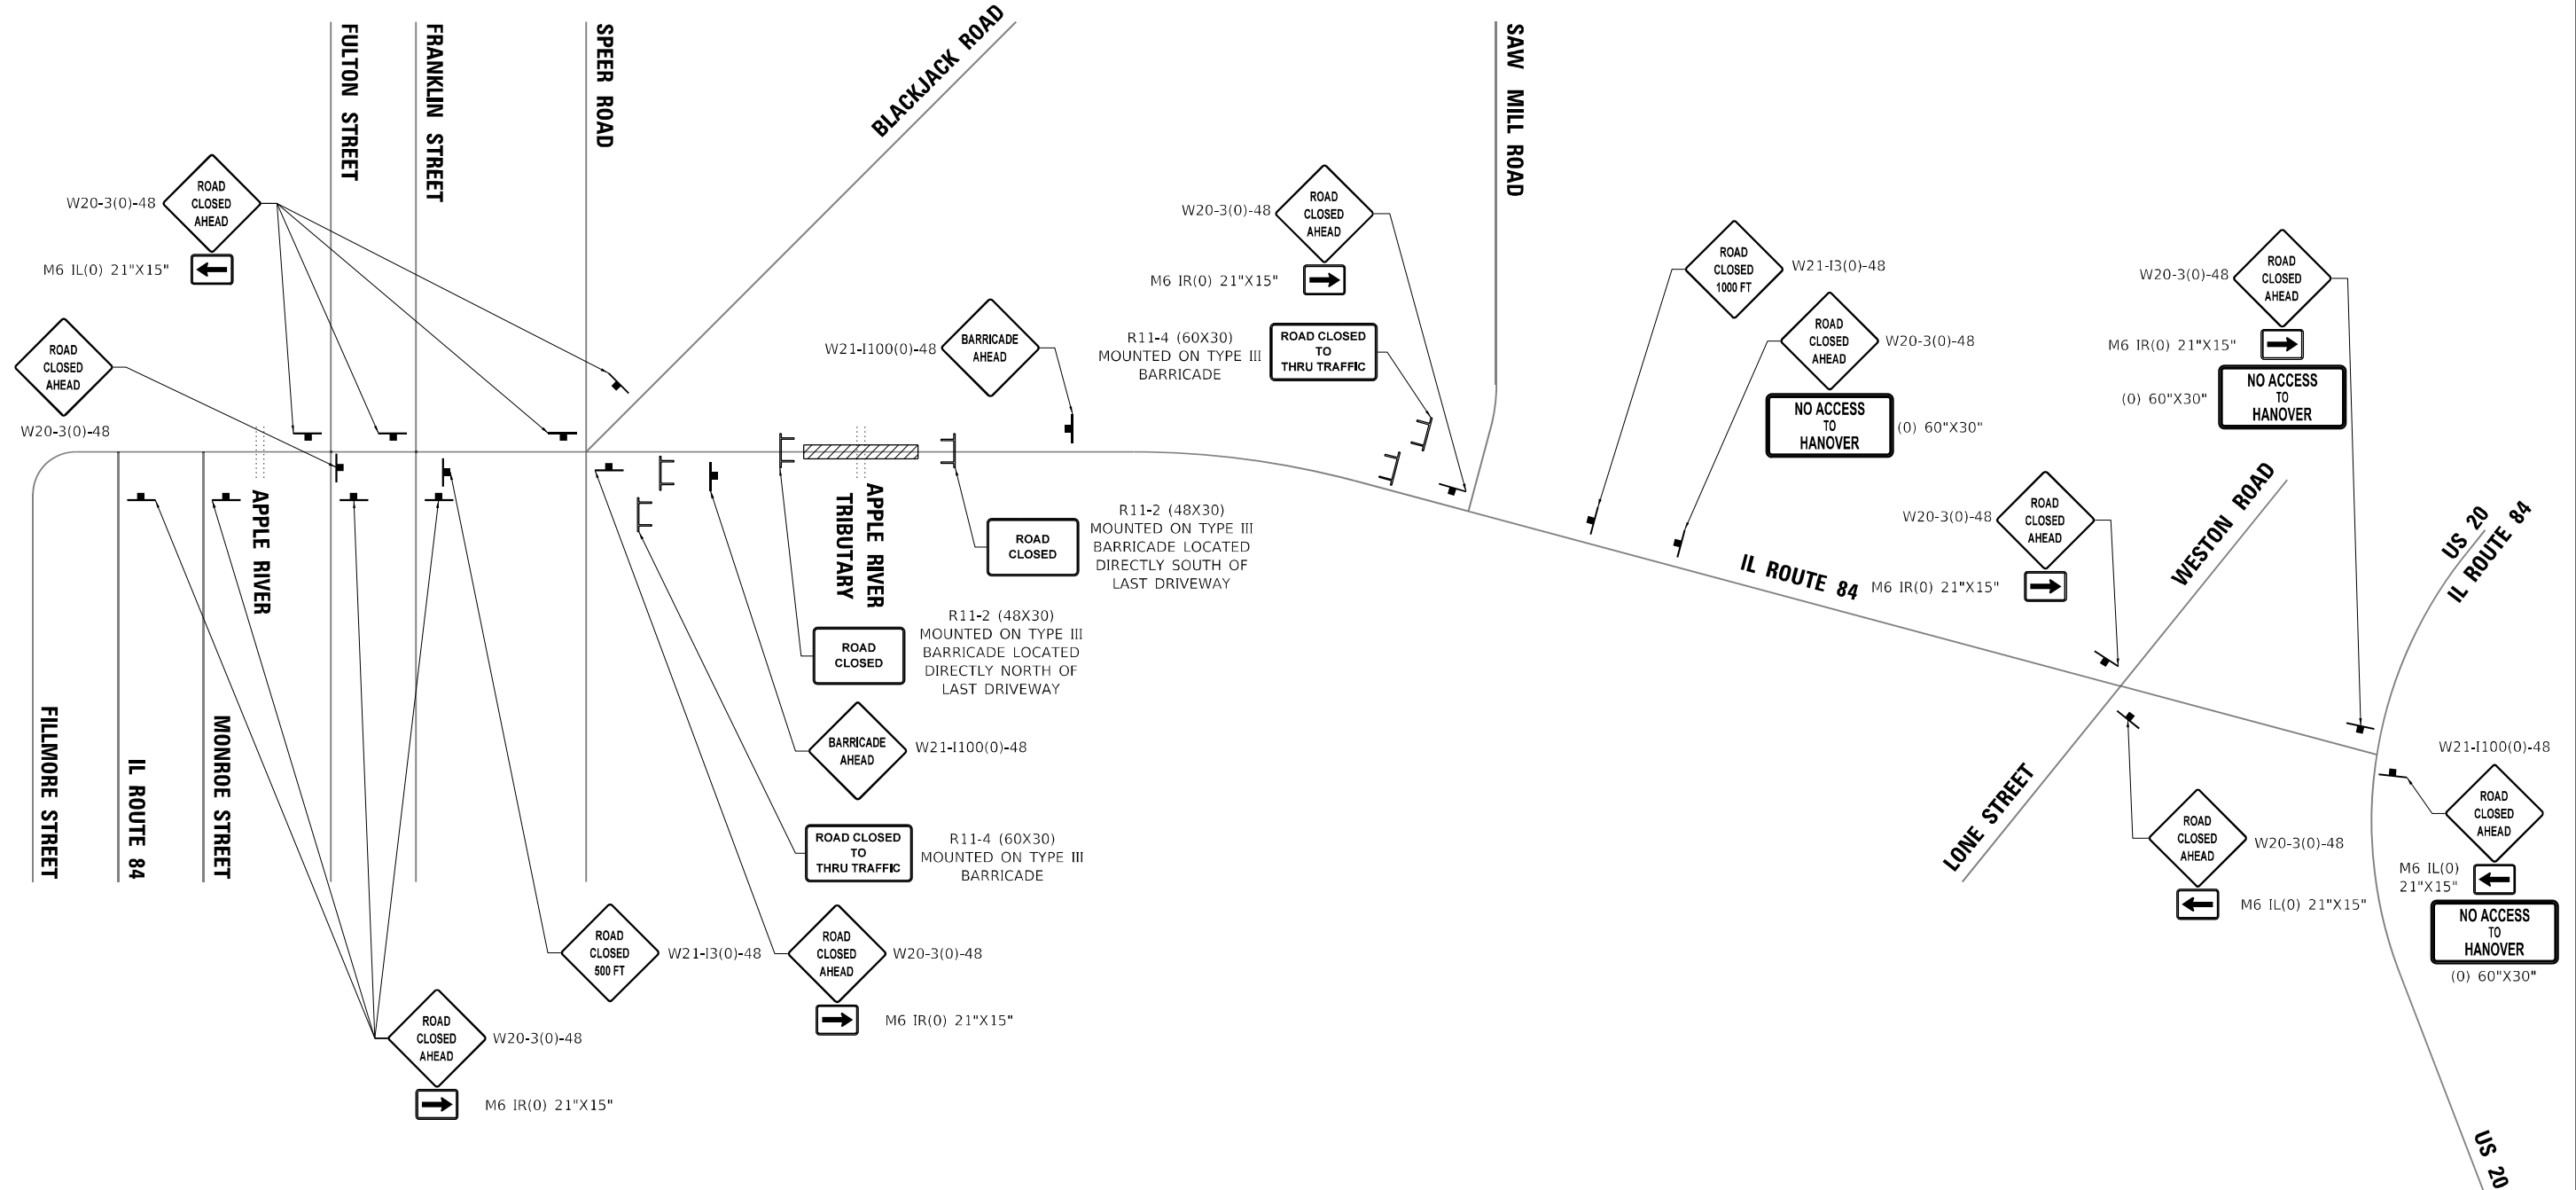 FULTON STREET
FRANKLIN STREET
SPEER ROAD
BLACKJACK ROAD
SAW MILL ROAD
W20-3(0)-48
ROAD
CLOSED
AHEAD
M6 IL(0) 21"X15"
ROAD
CLOSED
AHEAD
W20-3(0)-48
W21-I100(0)-48
BARRICADE
AHEAD
W20-3(0)-48
ROAD
CLOSED
AHEAD
M6 IR(0) 21"X15"
R11-4 (60X30)
MOUNTED ON TYPE III
BARRICADE
ROAD CLOSED
TO
THRU TRAFFIC
ROAD
CLOSED
1000 FT
W21-I3(0)-48
ROAD
CLOSED
AHEAD
W20-3(0)-48
NO ACCESS
TO
HANOVER
(0) 60"X30"
W20-3(0)-48
ROAD
CLOSED
AHEAD
M6 IR(0) 21"X15"
(0) 60"X30"
NO ACCESS
TO
HANOVER
FILLMORE STREET
IL ROUTE 84
MONROE STREET
APPLE RIVER
APPLE RIVER
TRIBUTARY
ROAD
CLOSED
R11-2 (48X30)
MOUNTED ON TYPE III
BARRICADE LOCATED
DIRECTLY SOUTH OF
LAST DRIVEWAY
ROAD
CLOSED
R11-2 (48X30)
MOUNTED ON TYPE III
BARRICADE LOCATED
DIRECTLY NORTH OF
LAST DRIVEWAY
BARRICADE
AHEAD
W21-I100(0)-48
ROAD CLOSED
TO
THRU TRAFFIC
R11-4 (60X30)
MOUNTED ON TYPE III
BARRICADE
ROAD
CLOSED
500 FT
W21-I3(0)-48
ROAD
CLOSED
AHEAD
W20-3(0)-48
M6 IR(0) 21"X15"
ROAD
CLOSED
AHEAD
W20-3(0)-48
M6 IR(0) 21"X15"
IL ROUTE 84
W20-3(0)-48
ROAD
CLOSED
AHEAD
M6 IR(0) 21"X15"
WESTON ROAD
US 20
IL ROUTE 84
LONE STREET
ROAD
CLOSED
AHEAD
W20-3(0)-48
M6 IL(0) 21"X15"
W21-I100(0)-48
ROAD
CLOSED
AHEAD
M6 IL(0)
21"X15"
NO ACCESS
TO
HANOVER
(0) 60"X30"
US 20